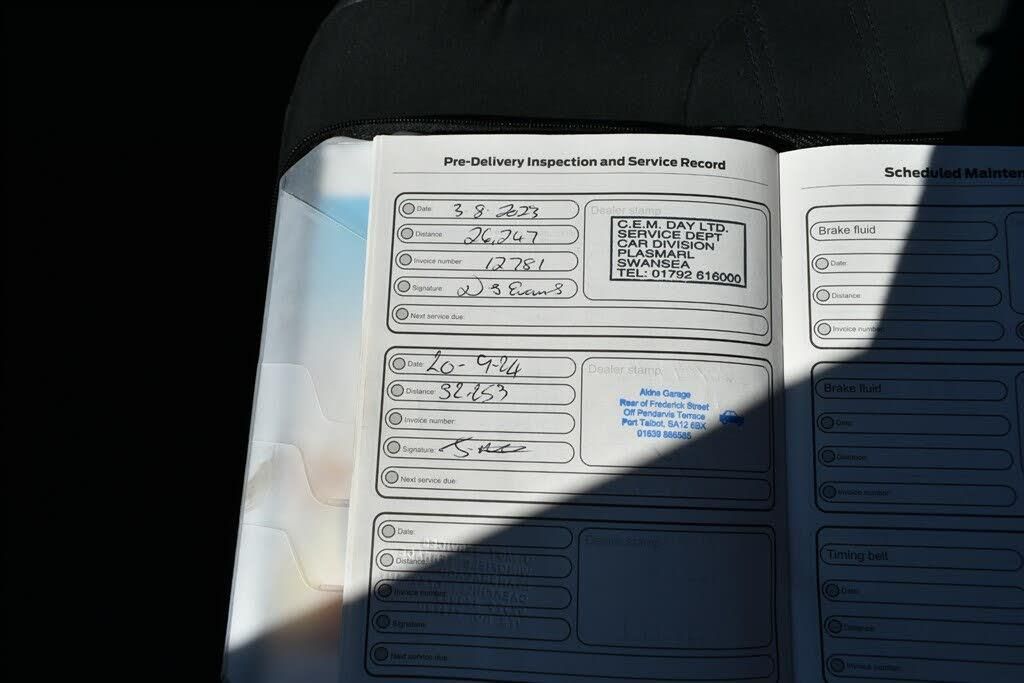 Pre-Delivery Inspection and Service Record
Date: 3-8-2023
Distance: 26,247
Invoice number: 12781
Signature: D S Evans
Next service due:
Dealer stamp
C.E.M. DAY LTD.
SERVICE DEPT
CAR DIVISION
PLASMARL
SWANSEA
TEL: 01792 616000
Date: 20-9-24
Distance: 32.253
Invoice number:
Signature:
Next service due:
Dealer stamp
Akins Garage
Rear of Frederick Street
Off Pendarvis Terrace
Port Talbot, SA12 6BX
01639 886585
Date:
Distance:
Invoice number:
Signature:
Next service due:
Dealer stamp
Scheduled Mainten
Brake fluid
Date:
Distance:
Invoice number:
Brake fluid
Date:
Distance:
Invoice number:
Timing belt
Date:
Distance:
Invoice number: